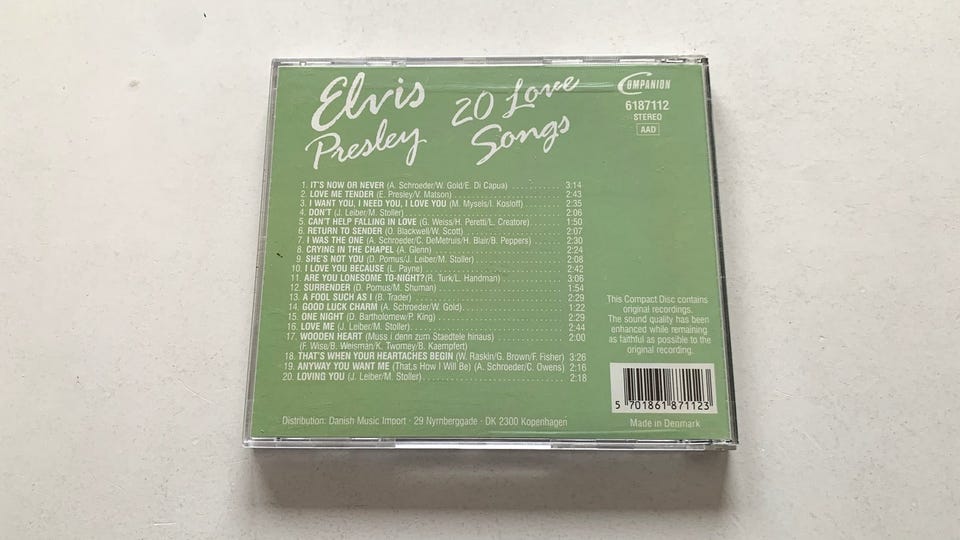 Elvis
Presley
20 Love
Songs
COMPANION
6187112
STEREO
AAD
1. IT'S NOW OR NEVER (A. Schroeder/W. Gold/E. Di Capua) . . . . . . . . . . . 3:14
2. LOVE ME TENDER (E. Presley/V. Matson) . . . . . . . . . . . 2:43
3. I WANT YOU, I NEED YOU, I LOVE YOU (M. Mysels/I. Kosloff) . . . . . . . . 2:35
4. DON'T (J. Leiber/M. Stoller) . . . . . . . . . . . 2:06
5. CAN'T HELP FALLING IN LOVE (G. Weiss/H. Peretti/L. Creatore) . . . . . . . 1:50
6. RETURN TO SENDER (O. Blackwell/W. Scott) . . . . . . . . . . . 2:07
7. I WAS THE ONE (A. Schroeder/C. DeMetruis/H. Blair/B. Peppers) . . . . . . 2:30
8. CRYING IN THE CHAPEL (A. Glenn) . . . . . . . . . . . 2:24
9. SHE'S NOT YOU (D. Pomus/J. Leiber/M. Stoller) . . . . . . . . . . . 2:08
10. I LOVE YOU BECAUSE (L. Payne) . . . . . . . . . . . 2:42
11. ARE YOU LONESOME TO-NIGHT? (R. Turk/L. Handman) . . . . . . . . . . . 3:06
12. SURRENDER (D. Pomus/M. Shuman) . . . . . . . . . . . 1:54
13. A FOOL SUCH AS I (B. Trader) . . . . . . . . . . . 2:29
14. GOOD LUCK CHARM (A. Schroeder/W. Gold) . . . . . . . . . . . 1:22
15. ONE NIGHT (D. Bartholomew/P. King) . . . . . . . . . . . 2:29
16. LOVE ME (J. Leiber/M. Stoller) . . . . . . . . . . . 2:44
17. WOODEN HEART (Muss I denn zum Staedtele hinaus) . . . . . . . . . . . 2:00
(F. Wise/B. Weisman/K. Twomey/B. Kaempfert)
18. THAT'S WHEN YOUR HEARTACHES BEGIN (W. Raskin/G. Brown/F. Fisher) 3:26
19. ANYWAY YOU WANT ME (That,s How I Will Be) (A. Schroeder/C. Owens) 2:16
20. LOVING YOU (J. Leiber/M. Stoller) . . . . . . . . . . . 2:18
This Compact Disc contains
original recordings.
The sound quality has been
enhanced while remaining
as faithful as possible to the
original recording.
5 701861 871123
Distribution: Danish Music Import · 29 Nyrnberggade · DK 2300 Kopenhagen
Made in Denmark